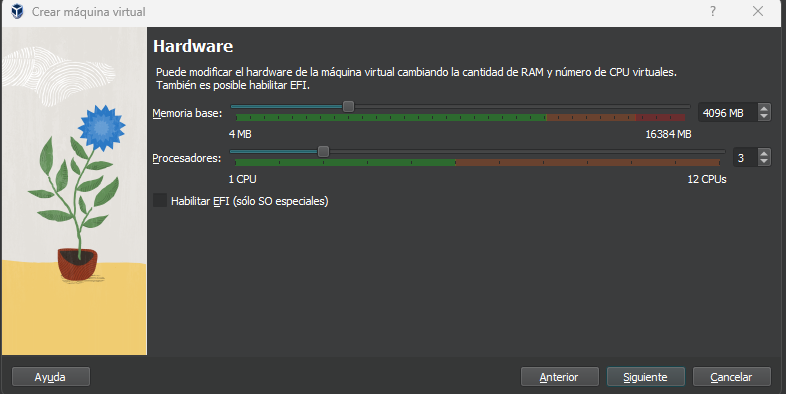 Crear máquina virtual
Hardware
Puede modificar el hardware de la máquina virtual cambiando la cantidad de RAM y número de CPU virtuales.
También es posible habilitar EFI.
Memoria base: 4096 MB
4 MB 16384 MB
Procesadores: 3
1 CPU 12 CPUs
Habilitar EFI (sólo SO especiales)
Ayuda Anterior Siguiente Cancelar